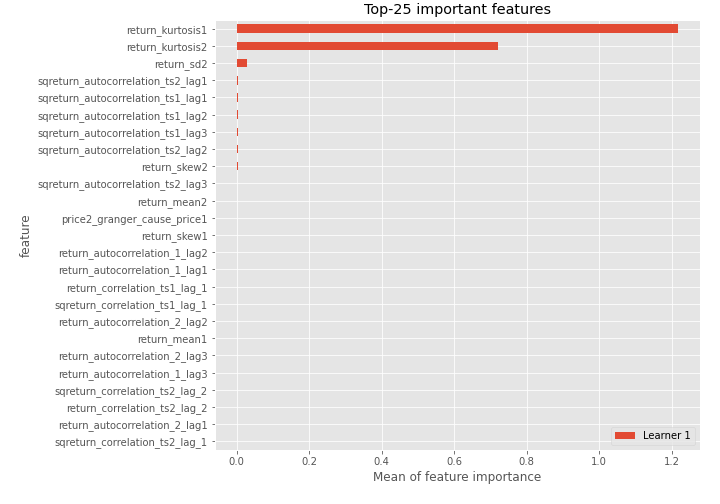 Top-25 important features
return_kurtosis1
return_kurtosis2
return_sd2
sqreturn_autocorrelation_ts2_lag1
sqreturn_autocorrelation_ts1_lag1
sqreturn_autocorrelation_ts1_lag2
sqreturn_autocorrelation_ts1_lag3
sqreturn_autocorrelation_ts2_lag2
return_skew2
sqreturn_autocorrelation_ts2_lag3
return_mean2
price2_granger_cause_price1
return_skew1
return_autocorrelation_1_lag2
return_autocorrelation_1_lag1
return_correlation_ts1_lag_1
sqreturn_correlation_ts1_lag_1
return_autocorrelation_2_lag2
return_mean1
return_autocorrelation_2_lag3
return_autocorrelation_1_lag3
sqreturn_correlation_ts2_lag_2
return_correlation_ts2_lag_2
return_autocorrelation_2_lag1
sqreturn_correlation_ts2_lag_1
feature
Learner 1
0.0 0.2 0.4 0.6 0.8 1.0 1.2
Mean of feature importance